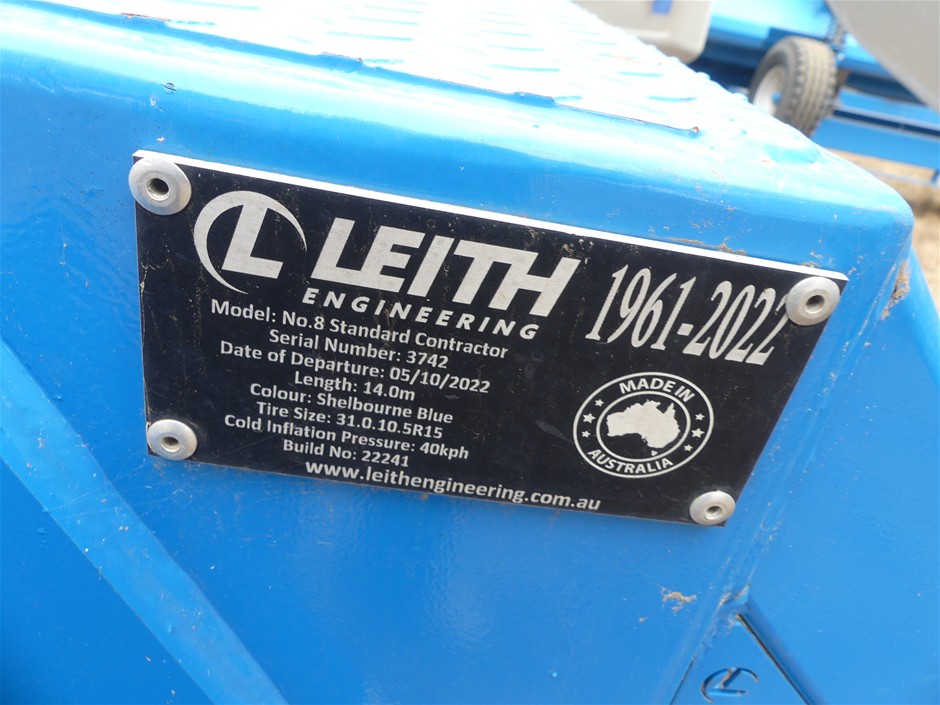 L LEITH
ENGINEERING
1961-2022
Model: No.8 Standard Contractor
Serial Number: 3742
Date of Departure: 05/10/2022
Length: 14.0m
Colour: Shelbourne Blue
Tire Size: 31.0.10.5R15
Cold Inflation Pressure: 40kph
Build No: 22241
www.leithengineering.com.au
MADE IN
AUSTRALIA
L